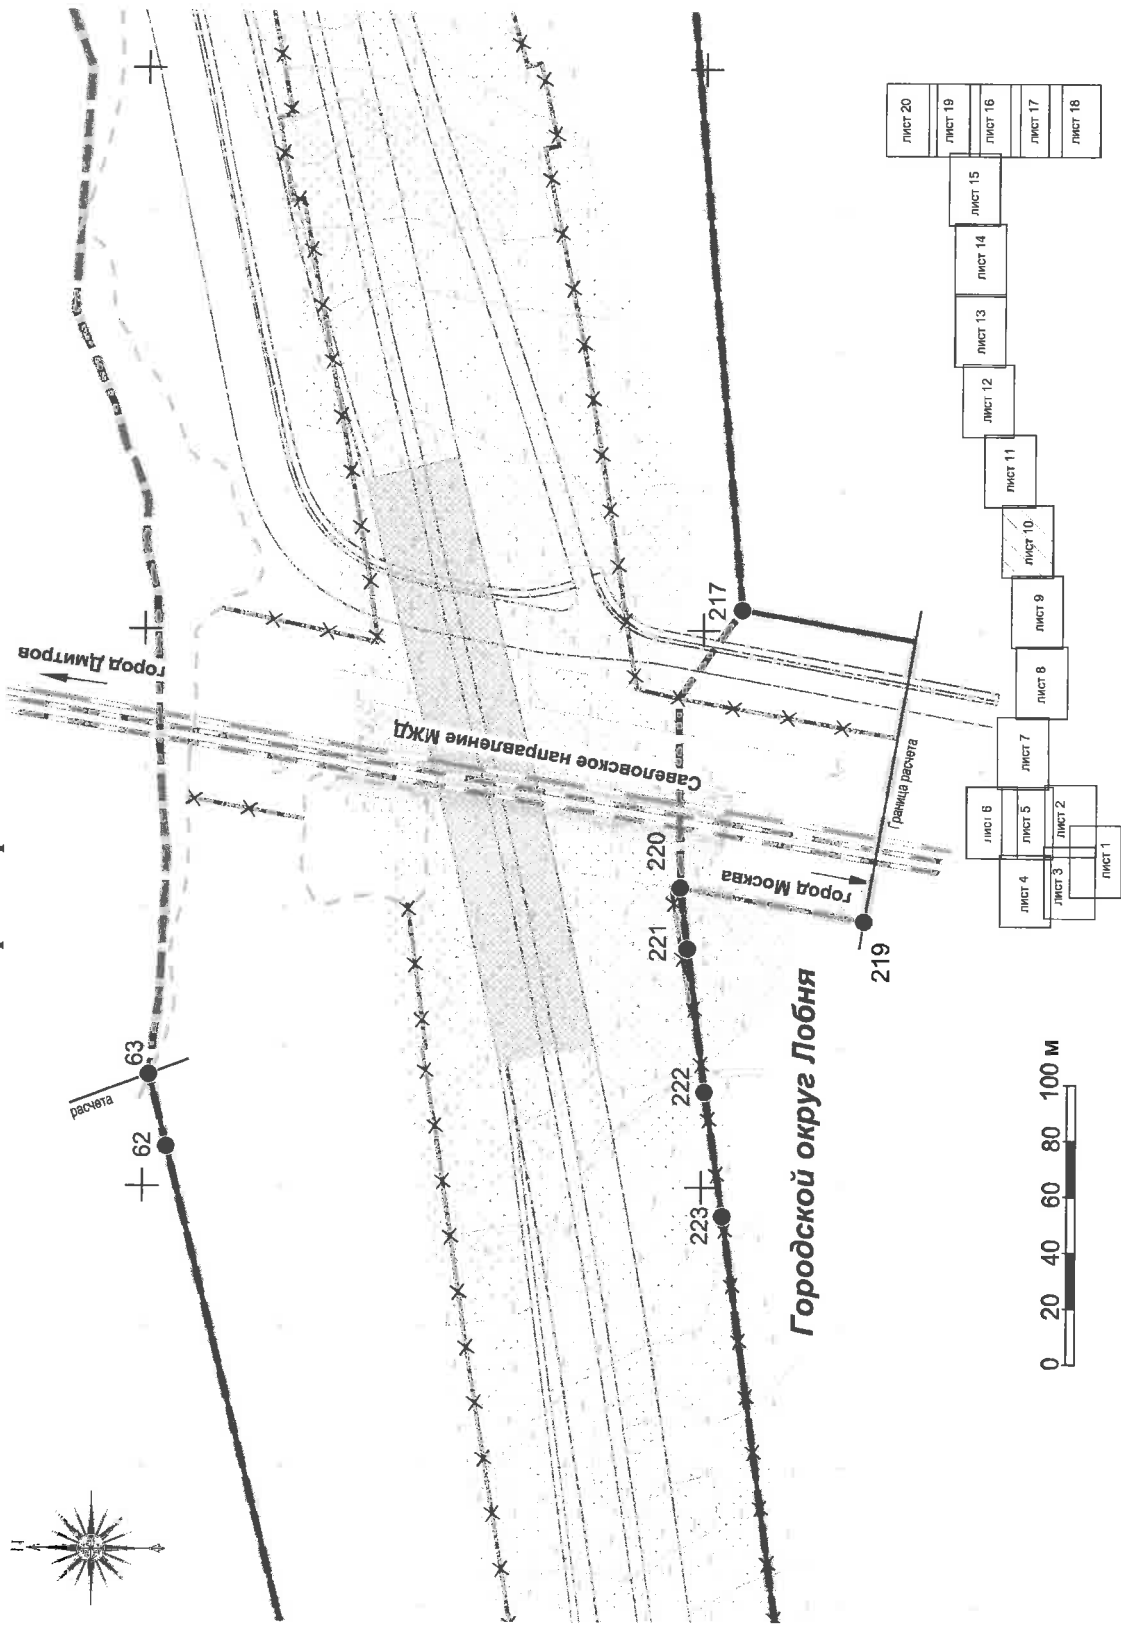 город Дмитров
63
расчета
62
Савеловское направление МЖД
217
220
город Москва
221
219
Граница расчета
222
223
Городской округ Лобня
0 20 40 60 80 100 м
лист 20
лист 19
лист 16
лист 17
лист 18
лист 15
лист 14
лист 13
лист 12
лист 11
лист 10
лист 9
лист 8
лист 7
лист 6
лист 5
лист 2
лист 4
лист 3
лист 1